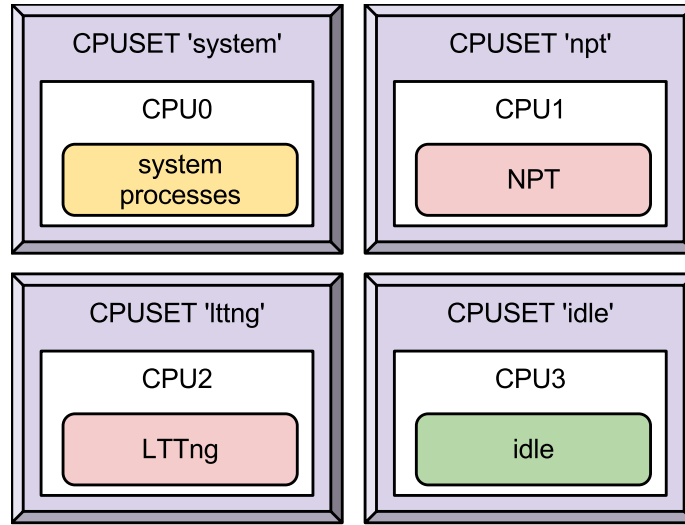 CPUSET 'system'
CPU0
system
processes
CPUSET 'npt'
CPU1
NPT
CPUSET 'lttng'
CPU2
LTTng
CPUSET 'idle'
CPU3
idle